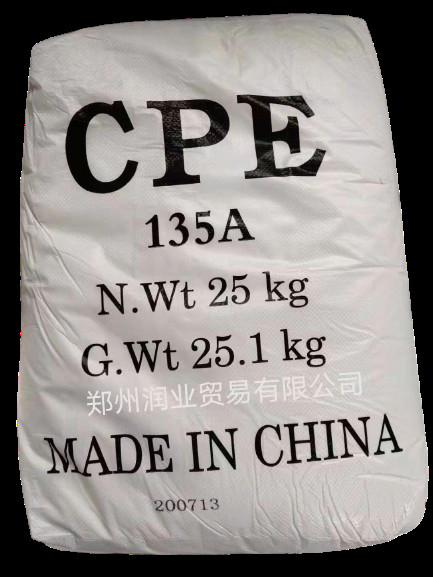 CPE
135A
N.Wt 25 kg
G.Wt 25.1 kg
郑州润业贸易有限公司
MADE IN CHINA
200713